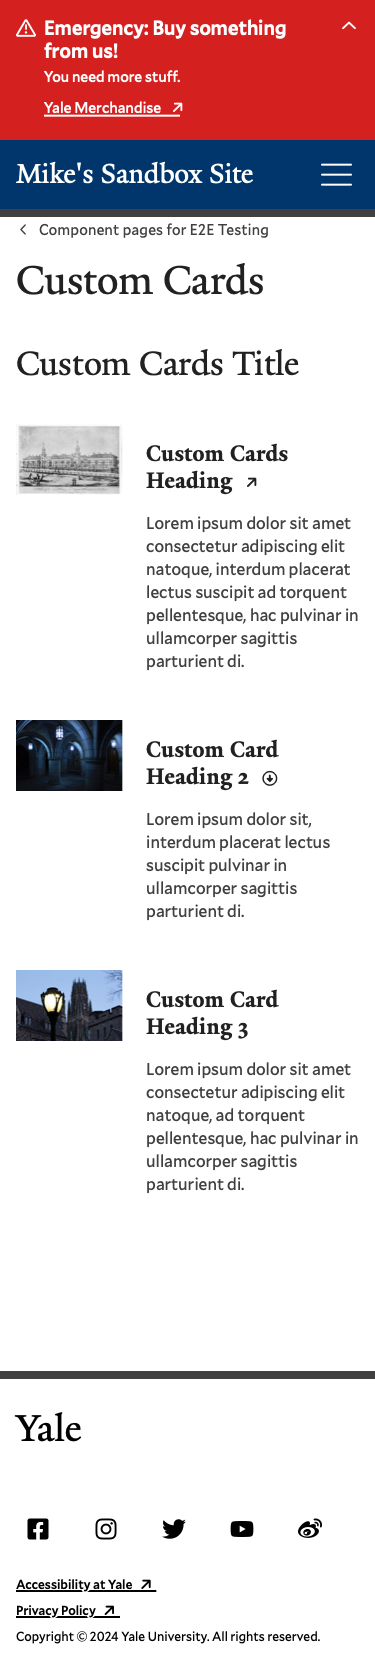 Emergency: Buy something
from us!
You need more stuff.
Yale Merchandise
Mike's Sandbox Site
Component pages for E2E Testing
Custom Cards
Custom Cards Title
Custom Cards
Heading
Lorem ipsum dolor sit amet
consectetur adipiscing elit
natoque, interdum placerat
lectus suscipit ad torquent
pellentesque, hac pulvinar in
ullamcorper sagittis
parturient di.
Custom Card
Heading 2
Lorem ipsum dolor sit,
interdum placerat lectus
suscipit pulvinar in
ullamcorper sagittis
parturient di.
Custom Card
Heading 3
Lorem ipsum dolor sit amet
consectetur adipiscing elit
natoque, ad torquent
pellentesque, hac pulvinar in
ullamcorper sagittis
parturient di.
Yale
Accessibility at Yale
Privacy Policy
Copyright © 2024 Yale University. All rights reserved.